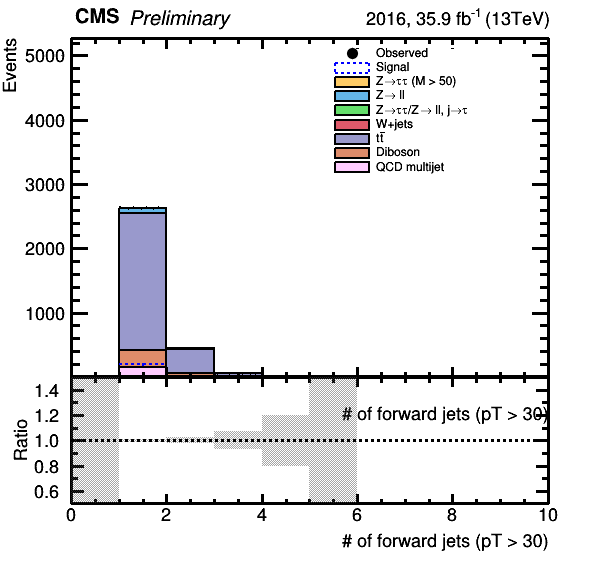 CMS Preliminary 2016, 35.9 fb⁻¹ (13TeV)
Events
5000
4000
3000
2000
1000
Observed
Signal
Z→ττ (M > 50)
Z→ll
Z→ττ/Z→ll, j→τ
W+jets
tt̄
Diboson
QCD multijet
Ratio
1.4
1.2
1.0
0.8
0.6
# of forward jets (pT > 30)
0 2 4 6 8 10
# of forward jets (pT > 30)